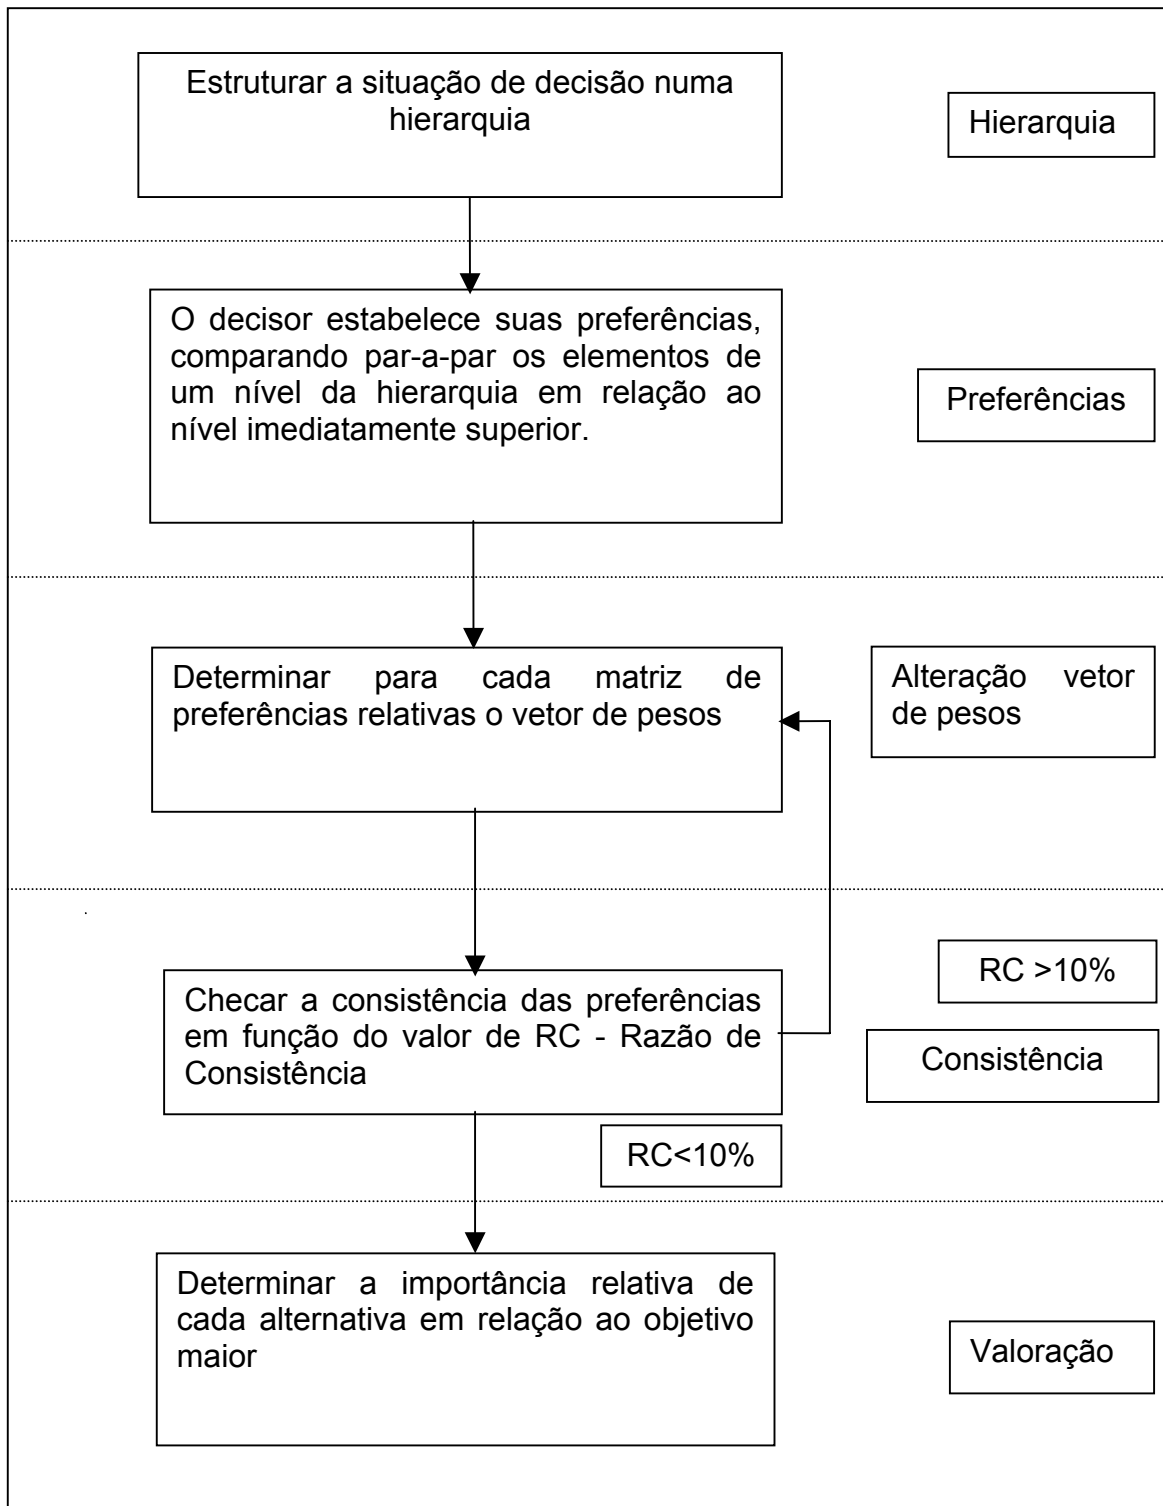 Estruturar a situação de decisão numa
hierarquia
Hierarquia
O decisor estabelece suas preferências,
comparando par-a-par os elementos de
um nível da hierarquia em relação ao
nível imediatamente superior.
Preferências
Determinar para cada matriz de
preferências relativas o vetor de pesos
Alteração vetor
de pesos
RC >10%
Checar a consistência das preferências
em função do valor de RC - Razão de
Consistência
Consistência
RC<10%
Determinar a importância relativa de
cada alternativa em relação ao objetivo
maior
Valoração